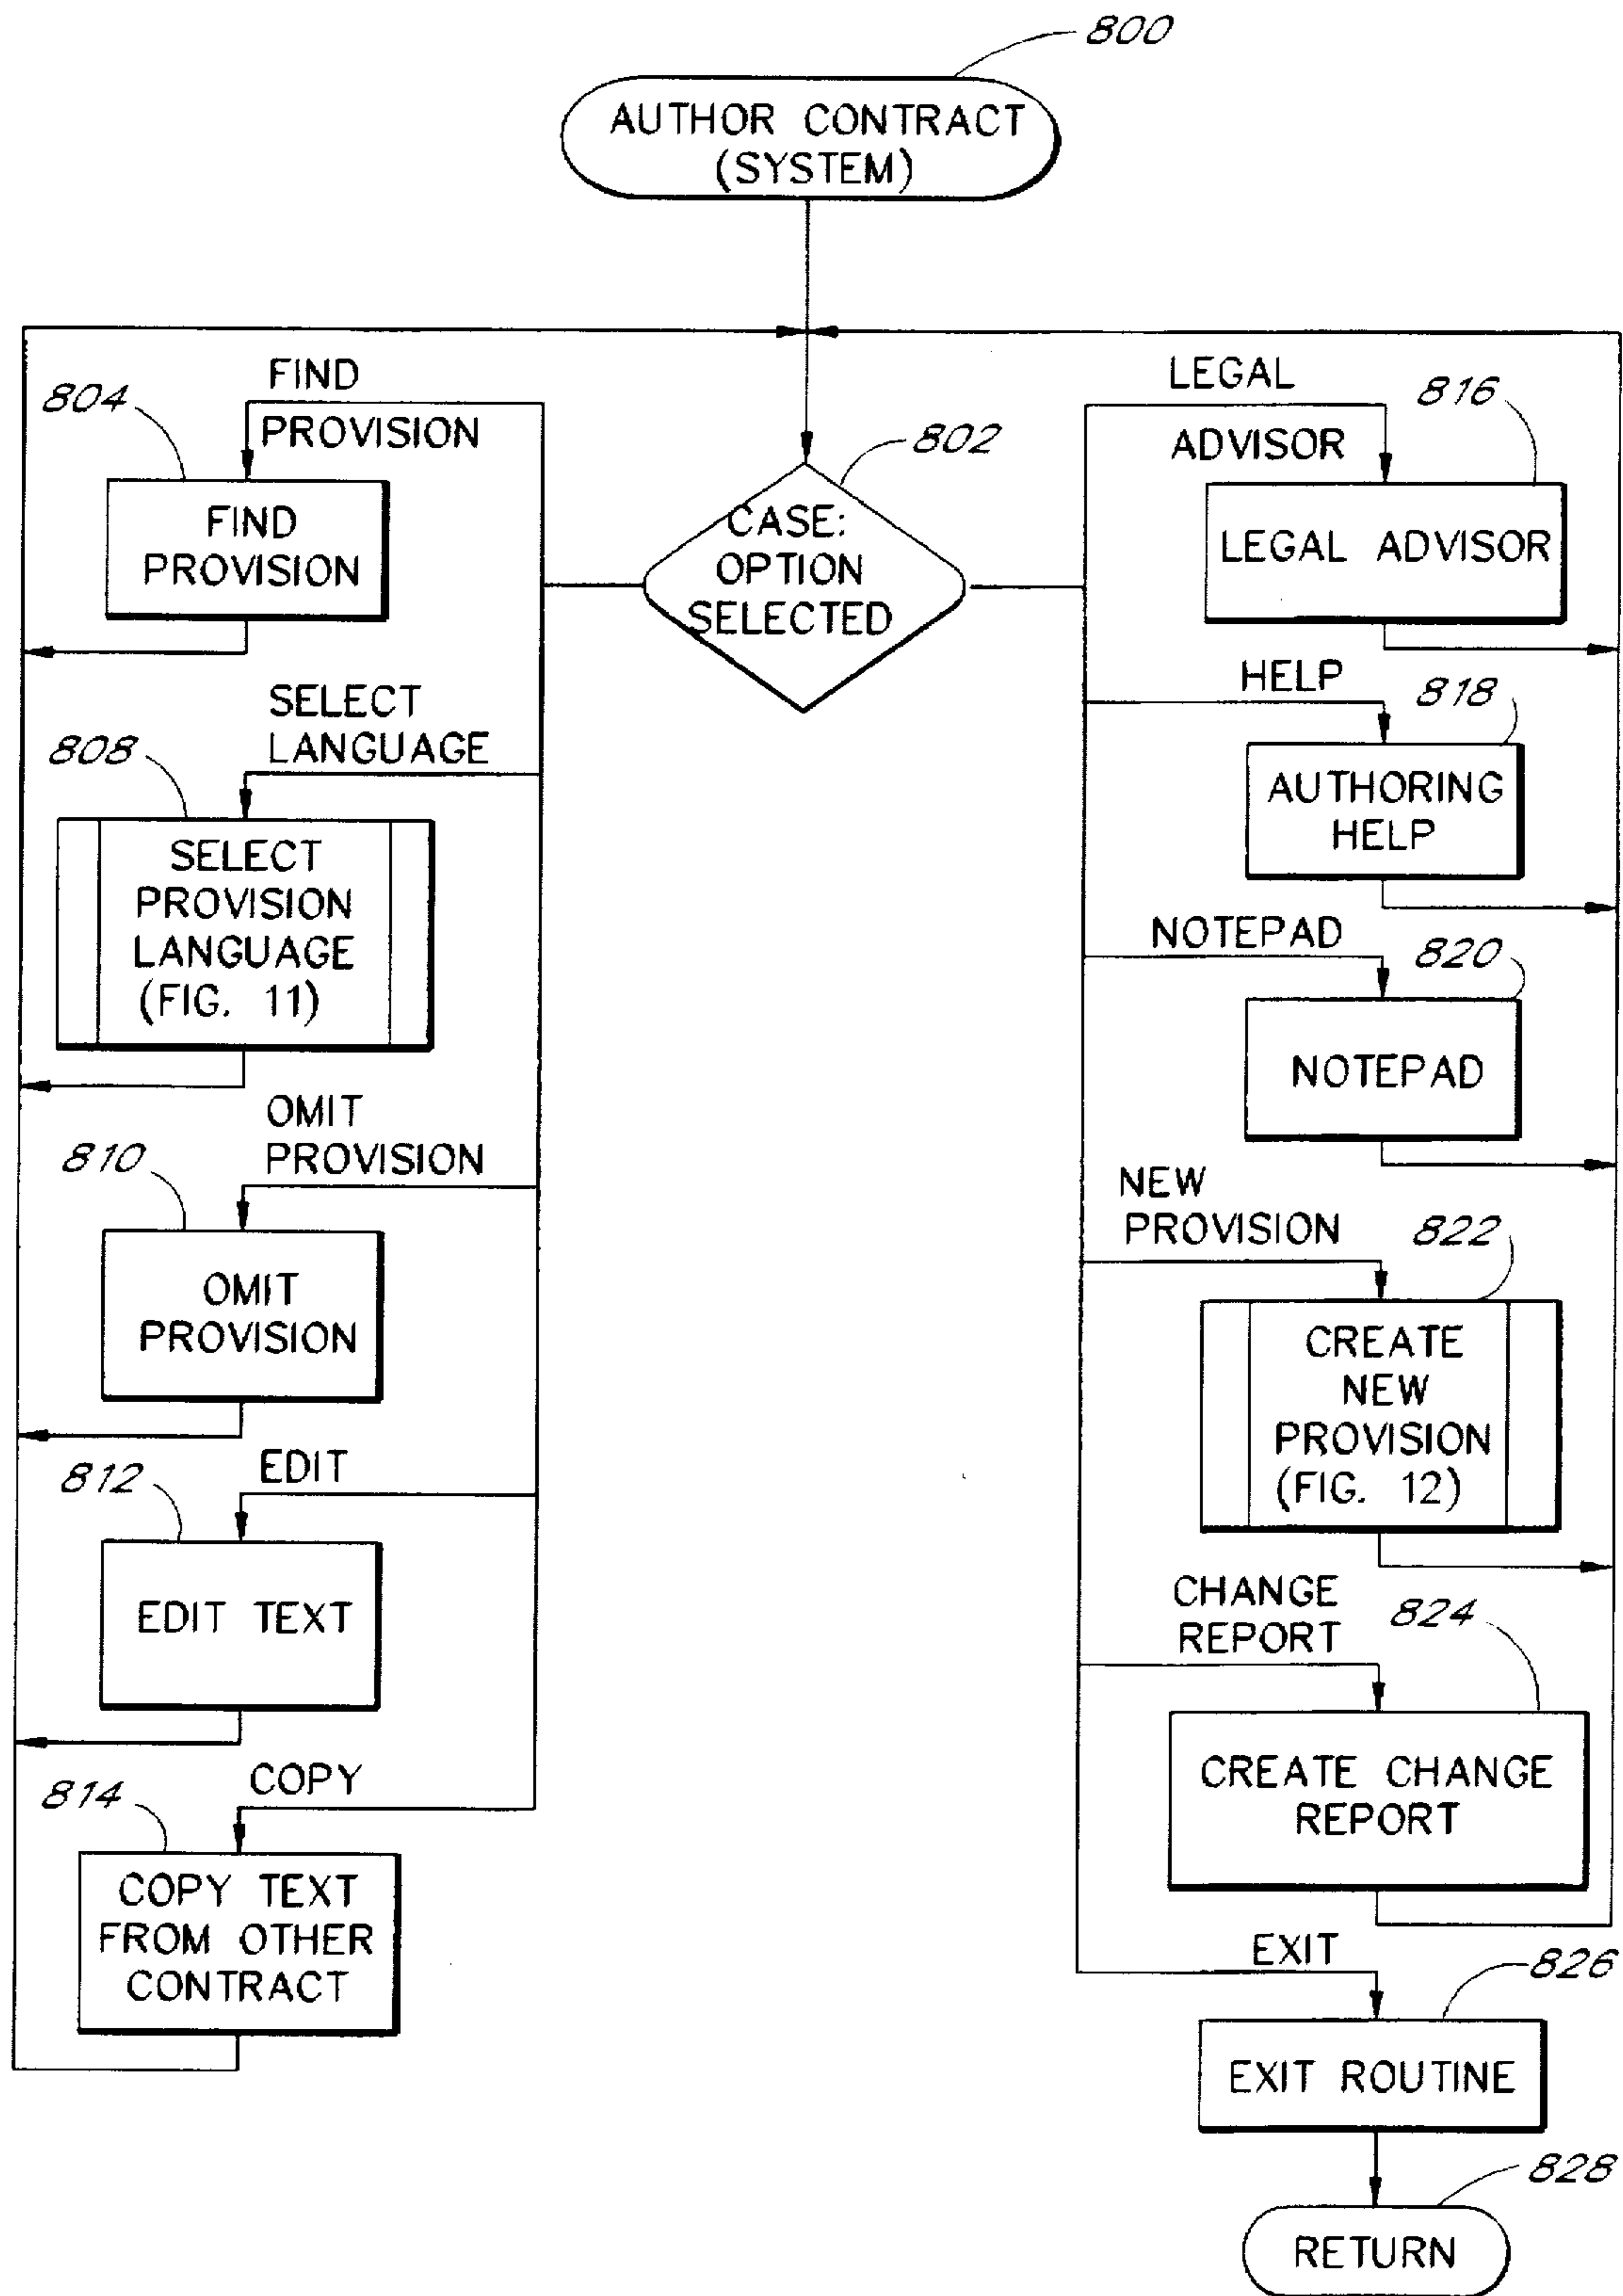 800
AUTHOR CONTRACT
(SYSTEM)
FIND
PROVISION
804
FIND
PROVISION
802
CASE:
OPTION
SELECTED
LEGAL
ADVISOR
816
LEGAL ADVISOR
SELECT
LANGUAGE
808
SELECT
PROVISION
LANGUAGE
(FIG. 11)
HELP
818
AUTHORING
HELP
NOTEPAD
820
NOTEPAD
OMIT
PROVISION
810
OMIT
PROVISION
NEW
PROVISION
822
CREATE
NEW
PROVISION
(FIG. 12)
EDIT
812
EDIT TEXT
CHANGE
REPORT
824
CREATE CHANGE
REPORT
COPY
814
COPY TEXT
FROM OTHER
CONTRACT
EXIT
826
EXIT ROUTINE
828
RETURN